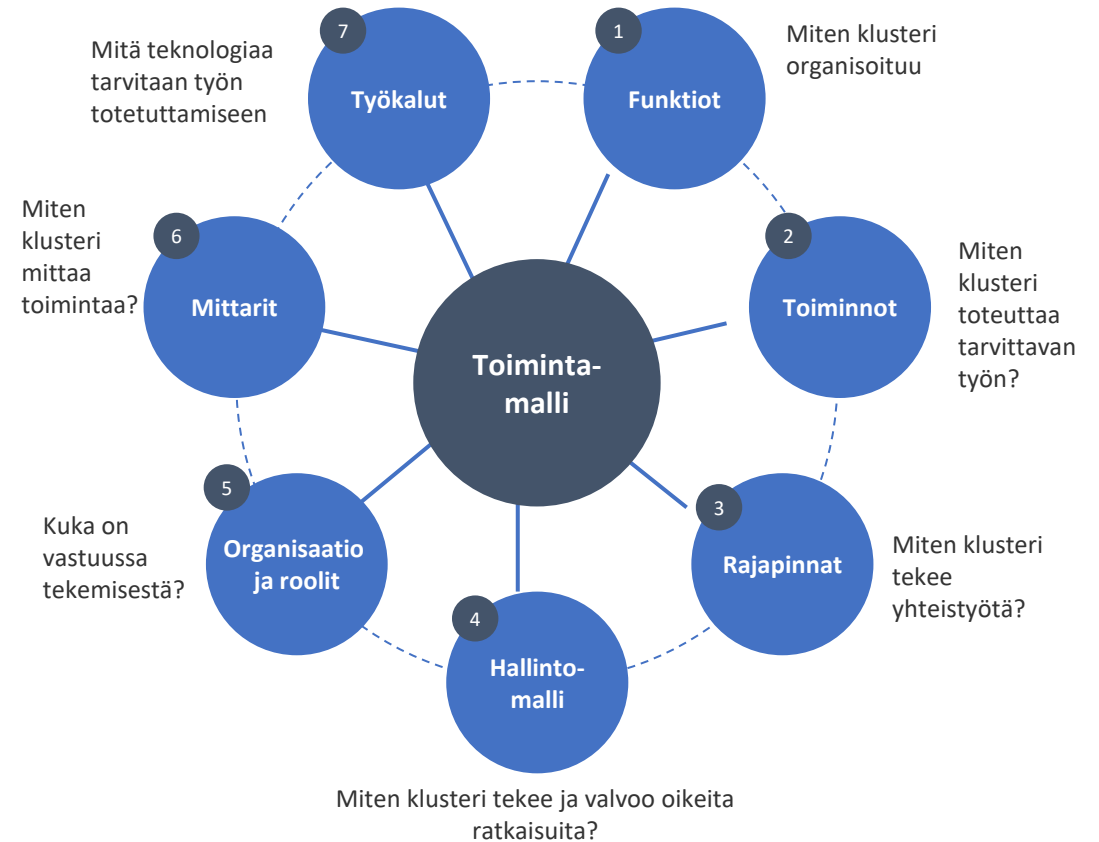 1
Funktiot
Miten klusteri
organisoituu
2
Toiminnot
Miten
klusteri
toteuttaa
tarvittavan
työn?
3
Rajapinnat
Miten klusteri
tekee
yhteistyötä?
4
Hallinto-
malli
Miten klusteri tekee ja valvoo oikeita
ratkaisuita?
5
Organisaatio
ja roolit
Kuka on
vastuussa
tekemisestä?
6
Mittarit
Miten
klusteri
mittaa
toimintaa?
7
Työkalut
Mitä teknologiaa
tarvitaan työn
totetuttamiseen
Toiminta-
malli